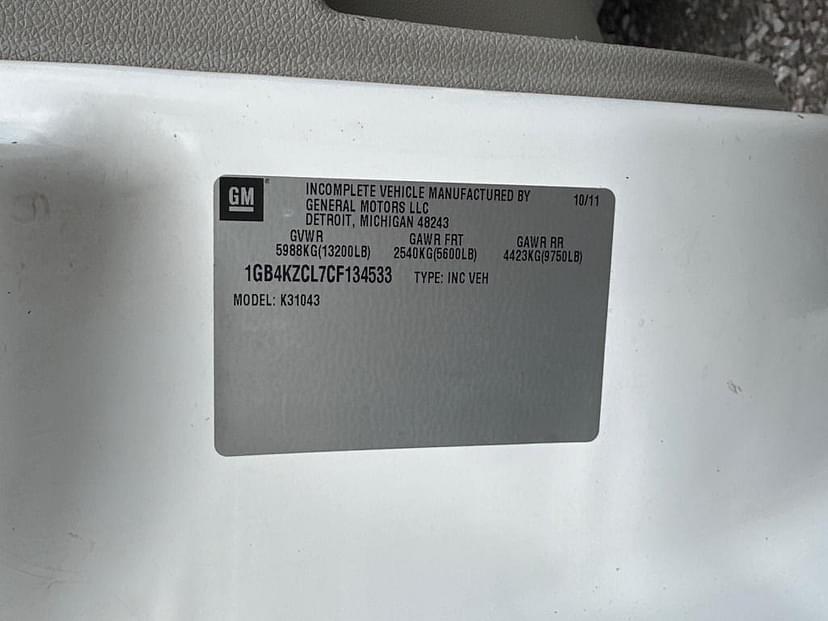 GM
INCOMPLETE VEHICLE MANUFACTURED BY 10/11
GENERAL MOTORS LLC
DETROIT, MICHIGAN 48243
GVWR GAWR FRT GAWR RR
5988KG(13200LB) 2540KG(5600LB) 4423KG(9750LB)
1GB4KZCL7CF134533 TYPE: INC VEH
MODEL: K31043